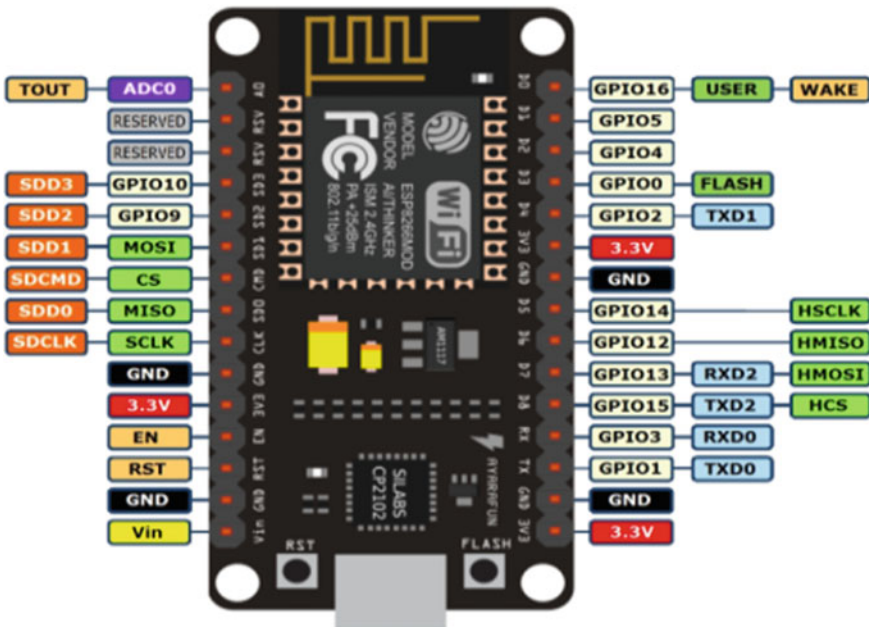 TOUT ADC0 A0 D0 GPIO16 USER WAKE
RESERVED RSV D1 GPIO5
RESERVED RSV D2 GPIO4
SDD3 GPIO10 SD3 D3 GPIO0 FLASH
SDD2 GPIO9 SD2 D4 GPIO2 TXD1
SDD1 MOSI SD1 3V3 3.3V
SDCMD CS CMD GND GND
SDD0 MISO SD0 D5 GPIO14 HSCLK
SDCLK SCLK CLK D6 GPIO12 HMISO
GND GND D7 GPIO13 RXD2 HMOSI
3.3V 3V3 D8 GPIO15 TXD2 HCS
EN EN RX GPIO3 RXD0
RST RST TX GPIO1 TXD0
GND GND GND GND
Vin Vin 3V3 3.3V
MODEL ESP8266MOD
VENDOR AI/THINKER
ISM 2.4GHz
PA +25dBm
802.11b/g/n
FC
Wi Fi
AM1117
SILABS
CP2102
AYARAFUN
RST
FLASH